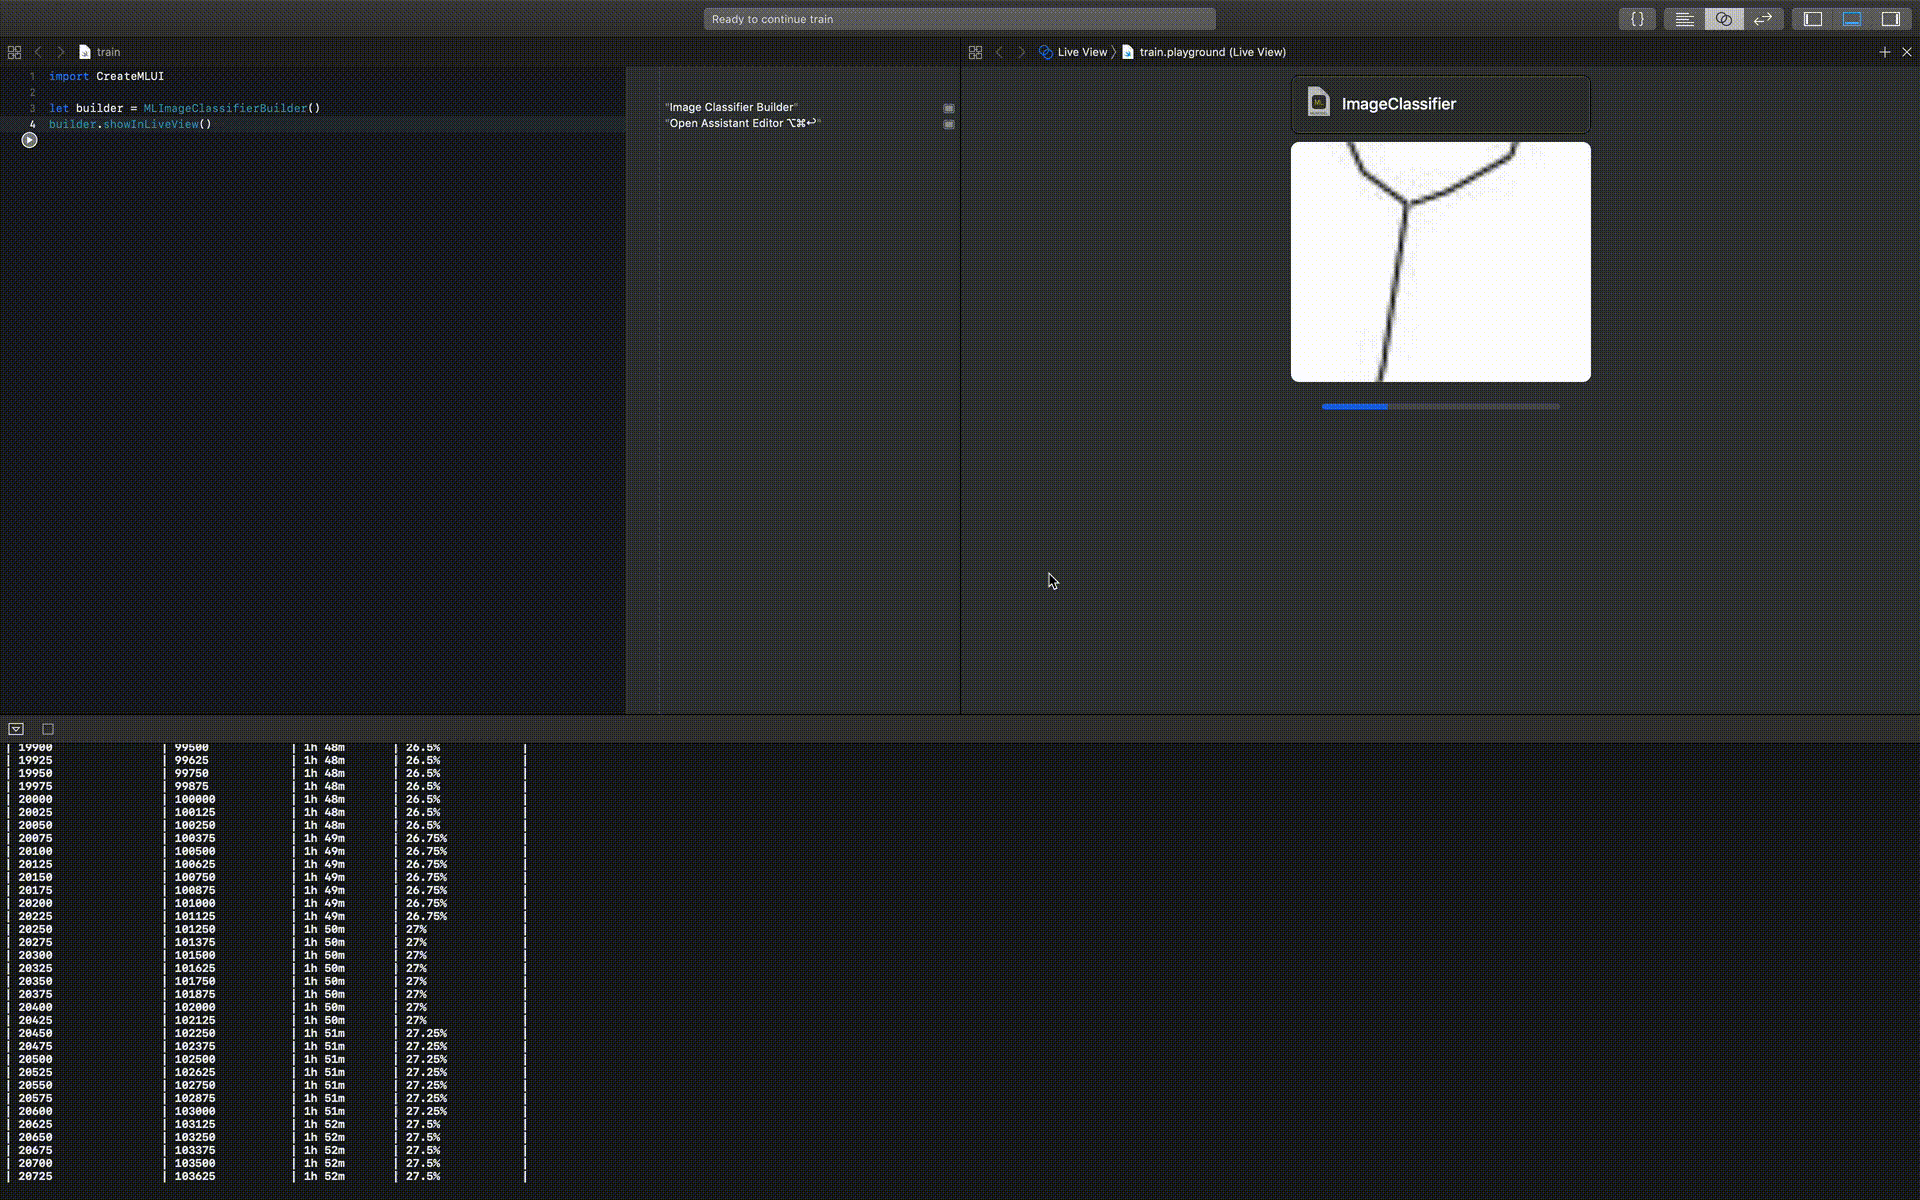 Ready to continue train
{ }
train
Live View 〉 train.playground (Live View)
1 import CreateMLUI
2
3 let builder = MLImageClassifierBuilder()
4 builder.showInLiveView()
"Image Classifier Builder"
"Open Assistant Editor ⌥⌘↩"
ML
ImageClassifier
| 19900 | 99500 | 1h 48m | 26.5% |
| 19925 | 99625 | 1h 48m | 26.5% |
| 19950 | 99750 | 1h 48m | 26.5% |
| 19975 | 99875 | 1h 48m | 26.5% |
| 20000 | 100000 | 1h 48m | 26.5% |
| 20025 | 100125 | 1h 48m | 26.5% |
| 20050 | 100250 | 1h 48m | 26.5% |
| 20075 | 100375 | 1h 49m | 26.75% |
| 20100 | 100500 | 1h 49m | 26.75% |
| 20125 | 100625 | 1h 49m | 26.75% |
| 20150 | 100750 | 1h 49m | 26.75% |
| 20175 | 100875 | 1h 49m | 26.75% |
| 20200 | 101000 | 1h 49m | 26.75% |
| 20225 | 101125 | 1h 49m | 26.75% |
| 20250 | 101250 | 1h 50m | 27% |
| 20275 | 101375 | 1h 50m | 27% |
| 20300 | 101500 | 1h 50m | 27% |
| 20325 | 101625 | 1h 50m | 27% |
| 20350 | 101750 | 1h 50m | 27% |
| 20375 | 101875 | 1h 50m | 27% |
| 20400 | 102000 | 1h 50m | 27% |
| 20425 | 102125 | 1h 50m | 27% |
| 20450 | 102250 | 1h 51m | 27.25% |
| 20475 | 102375 | 1h 51m | 27.25% |
| 20500 | 102500 | 1h 51m | 27.25% |
| 20525 | 102625 | 1h 51m | 27.25% |
| 20550 | 102750 | 1h 51m | 27.25% |
| 20575 | 102875 | 1h 51m | 27.25% |
| 20600 | 103000 | 1h 51m | 27.25% |
| 20625 | 103125 | 1h 52m | 27.5% |
| 20650 | 103250 | 1h 52m | 27.5% |
| 20675 | 103375 | 1h 52m | 27.5% |
| 20700 | 103500 | 1h 52m | 27.5% |
| 20725 | 103625 | 1h 52m | 27.5% |